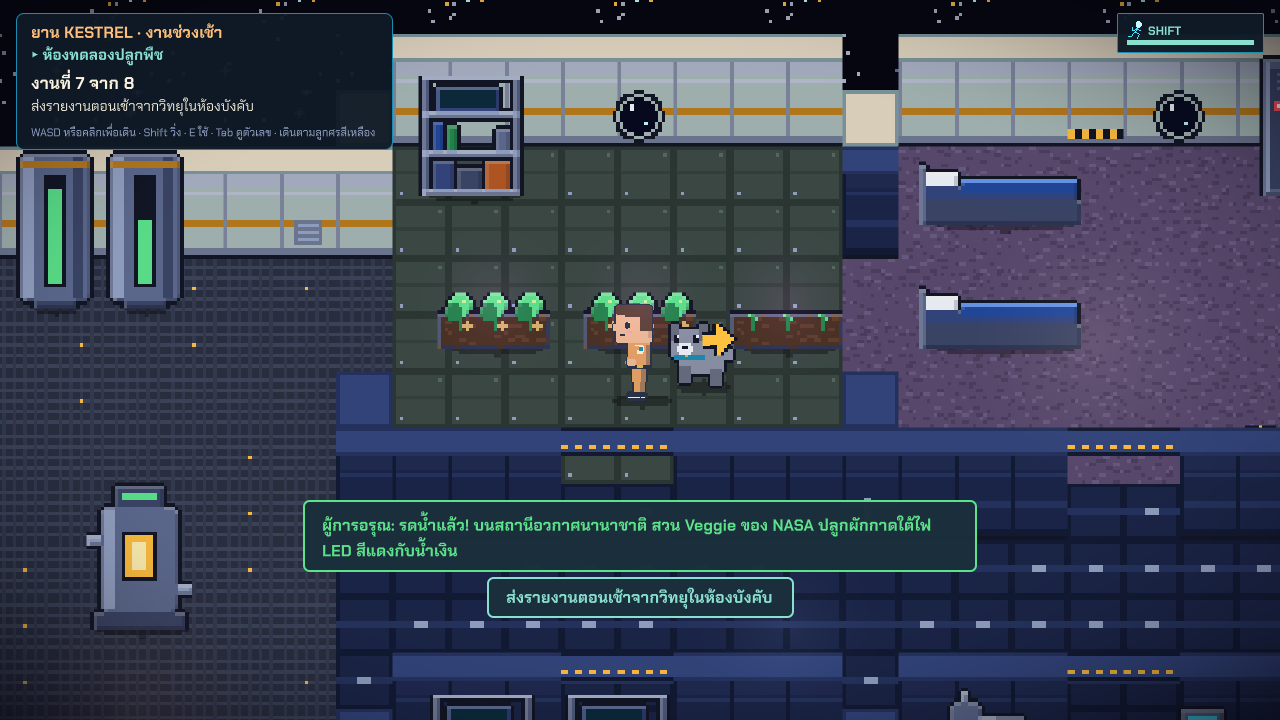 ยาน KESTREL · งานช่วงเช้า
▸ ห้องทดลองปลูกพืช
งานที่ 7 จาก 8
ส่งรายงานตอนเช้าจากวิทยุในห้องบังคับ
WASD หรือคลิกเพื่อเดิน · Shift วิ่ง · E ใช้ · Tab ดูตัวเลข · เดินตามลูกศรสีเหลือง
SHIFT
ผู้การอรุณ: รดน้ำแล้ว! บนสถานีอวกาศนานาชาติ สวน Veggie ของ NASA ปลูกผักกาดใต้ไฟ
LED สีแดงกับน้ำเงิน
ส่งรายงานตอนเช้าจากวิทยุในห้องบังคับ